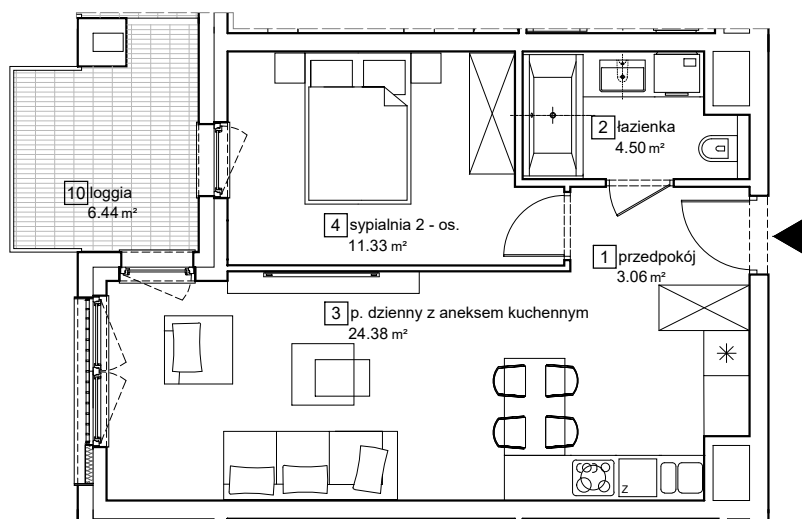 2 łazienka
4.50 m²
10 loggia
6.44 m²
4 sypialnia 2 - os.
11.33 m²
1 przedpokój
3.06 m²
3 p. dzienny z aneksem kuchennym
24.38 m²
z